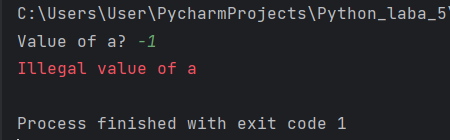 C:\Users\User\PycharmProjects\Python_laba_5\
Value of a? -1
Illegal value of a
Process finished with exit code 1